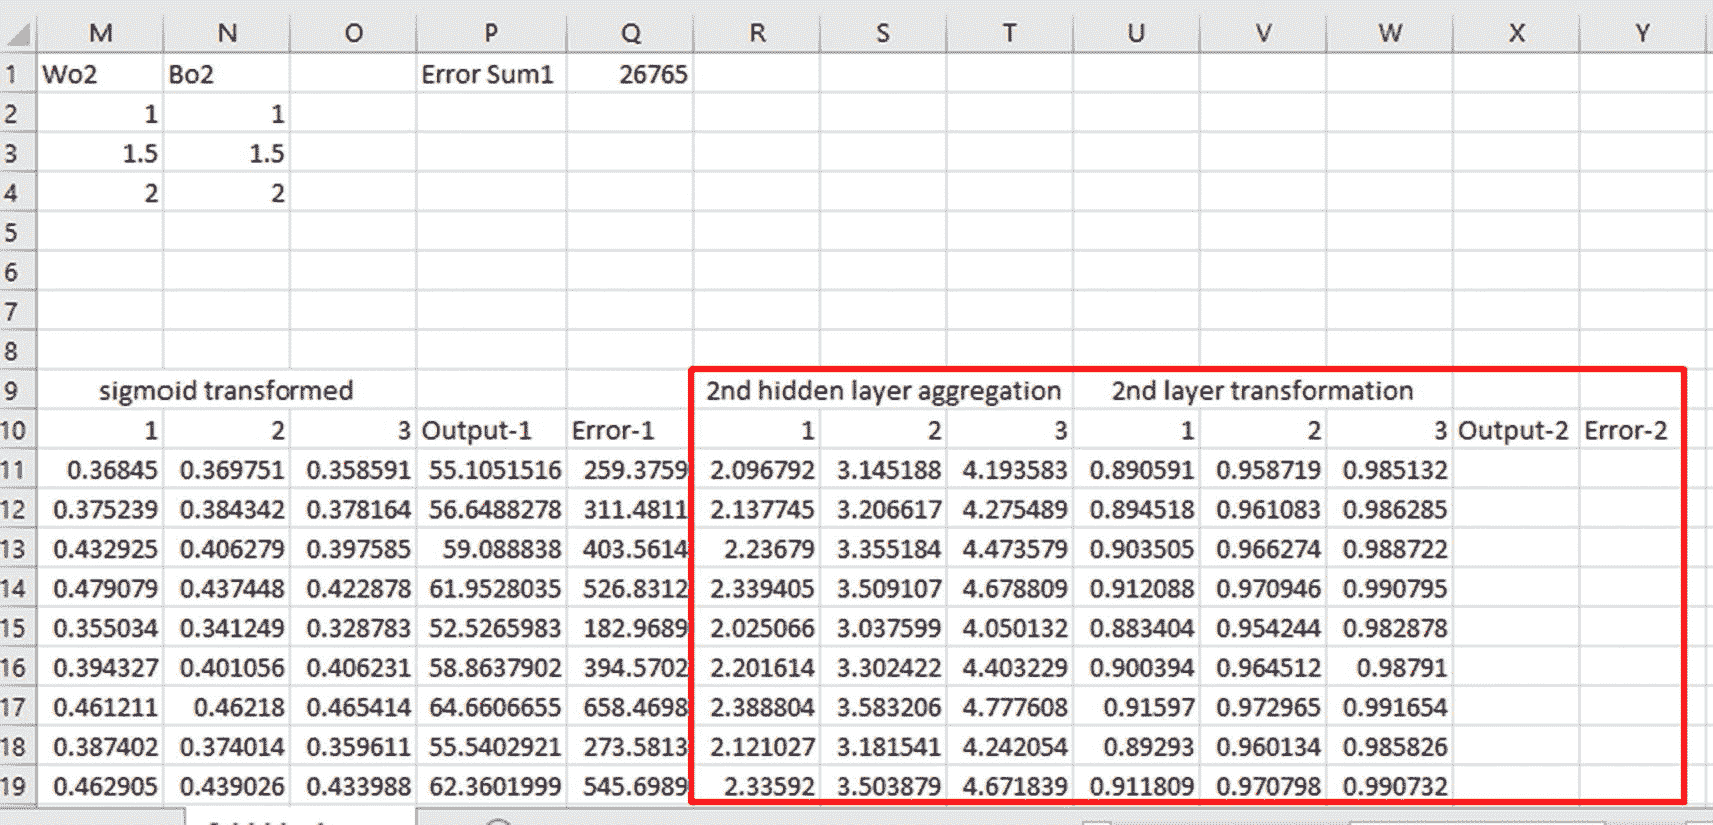 M N O P Q R S T U V W X Y
1 Wo2 Bo2 Error Sum1 26765
2 1 1
3 1.5 1.5
4 2 2
5
6
7
8
9 sigmoid transformed 2nd hidden layer aggregation 2nd layer transformation
10 1 2 3 Output-1 Error-1 1 2 3 1 2 3 Output-2 Error-2
11 0.36845 0.369751 0.358591 55.1051516 259.3759 2.096792 3.145188 4.193583 0.890591 0.958719 0.985132
12 0.375239 0.384342 0.378164 56.6488278 311.4811 2.137745 3.206617 4.275489 0.894518 0.961083 0.986285
13 0.432925 0.406279 0.397585 59.088838 403.5614 2.23679 3.355184 4.473579 0.903505 0.966274 0.988722
14 0.479079 0.437448 0.422878 61.9528035 526.8312 2.339405 3.509107 4.678809 0.912088 0.970946 0.990795
15 0.355034 0.341249 0.328783 52.5265983 182.9689 2.025066 3.037599 4.050132 0.883404 0.954244 0.982878
16 0.394327 0.401056 0.406231 58.8637902 394.5702 2.201614 3.302422 4.403229 0.900394 0.964512 0.98791
17 0.461211 0.46218 0.465414 64.6606655 658.4698 2.388804 3.583206 4.777608 0.91597 0.972965 0.991654
18 0.387402 0.374014 0.359611 55.5402921 273.5813 2.121027 3.181541 4.242054 0.89293 0.960134 0.985826
19 0.462905 0.439026 0.433988 62.3601999 545.6989 2.33592 3.503879 4.671839 0.911809 0.970798 0.990732